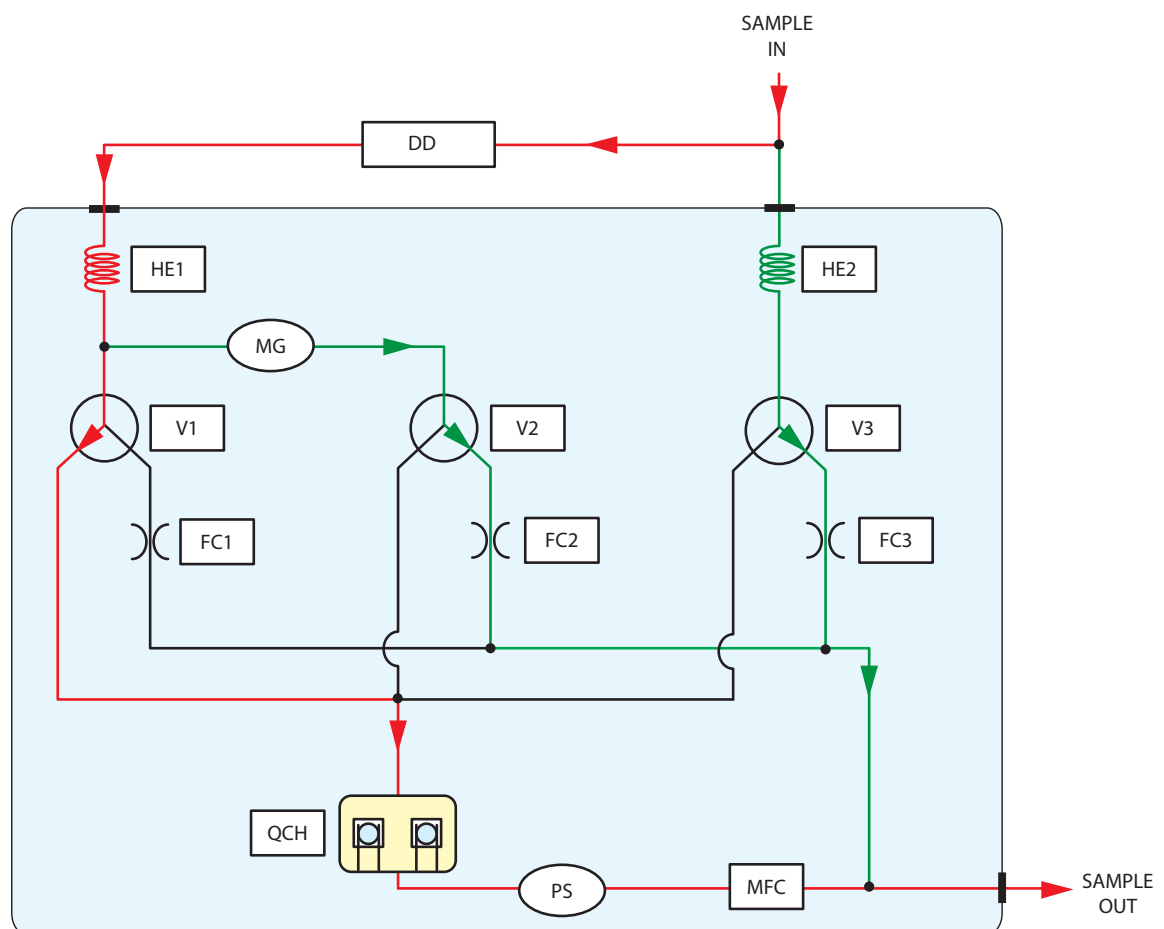 SAMPLE
IN
DD
HE1
HE2
MG
V1
V2
V3
FC1
FC2
FC3
QCH
PS
MFC
SAMPLE
OUT